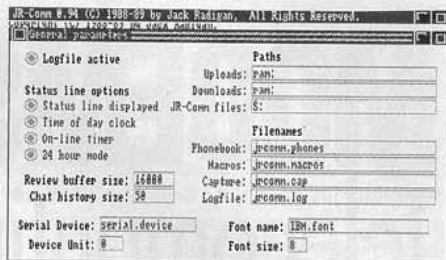 JR-Comm 0.94 (C) 1988-89 by Jack Radigan, All Rights Reserved.
General parameters
Logfile active
Paths
Uploads: ram:
Status line options
Downloads: ram:
Status line displayed
JR-Comm files: S:
Time of day clock
On-line timer
Filenames
24 hour mode
Phonebook: jrcomm.phones
Macros: jrcomm.macros
Review buffer size: 16000
Capture: jrcomm.cap
Chat history size: 50
Logfile: jrcomm.log
Serial Device: serial.device
Font name: IBM.font
Device Unit: 0
Font size: 8